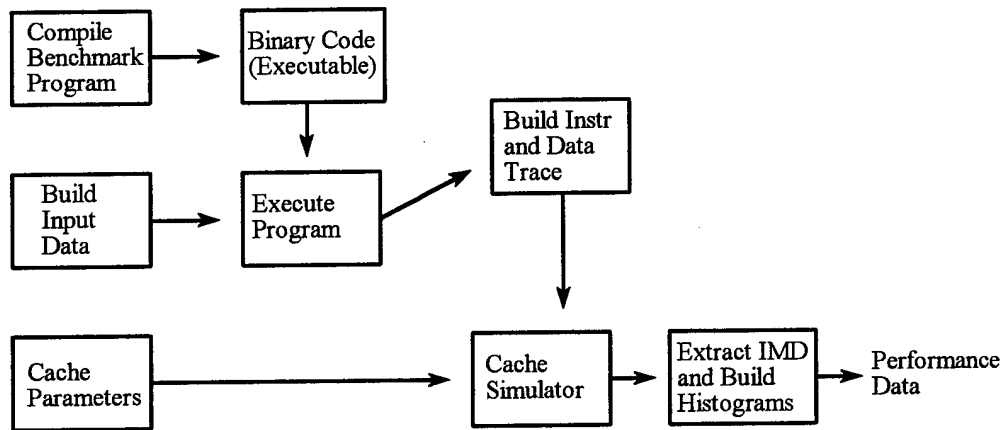 Compile
Benchmark
Program
Binary Code
(Executable)
Build Instr
and Data
Trace
Build
Input
Data
Execute
Program
Cache
Parameters
Cache
Simulator
Extract IMD
and Build
Histograms
Performance
Data